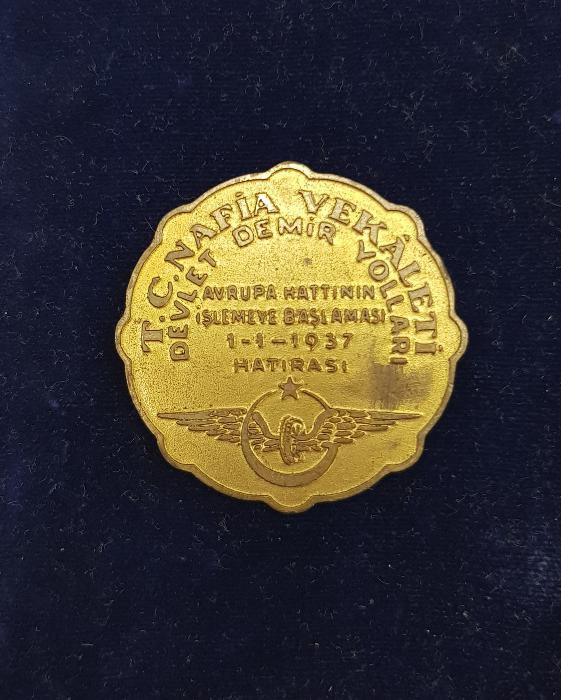 T.C. NAFİA VEKÂLETİ
DEVLET DEMİR YOLLARI
AVRUPA HATTININ
İŞLEMEYE BAŞLAMASI
1-1-1937
HATIRASI